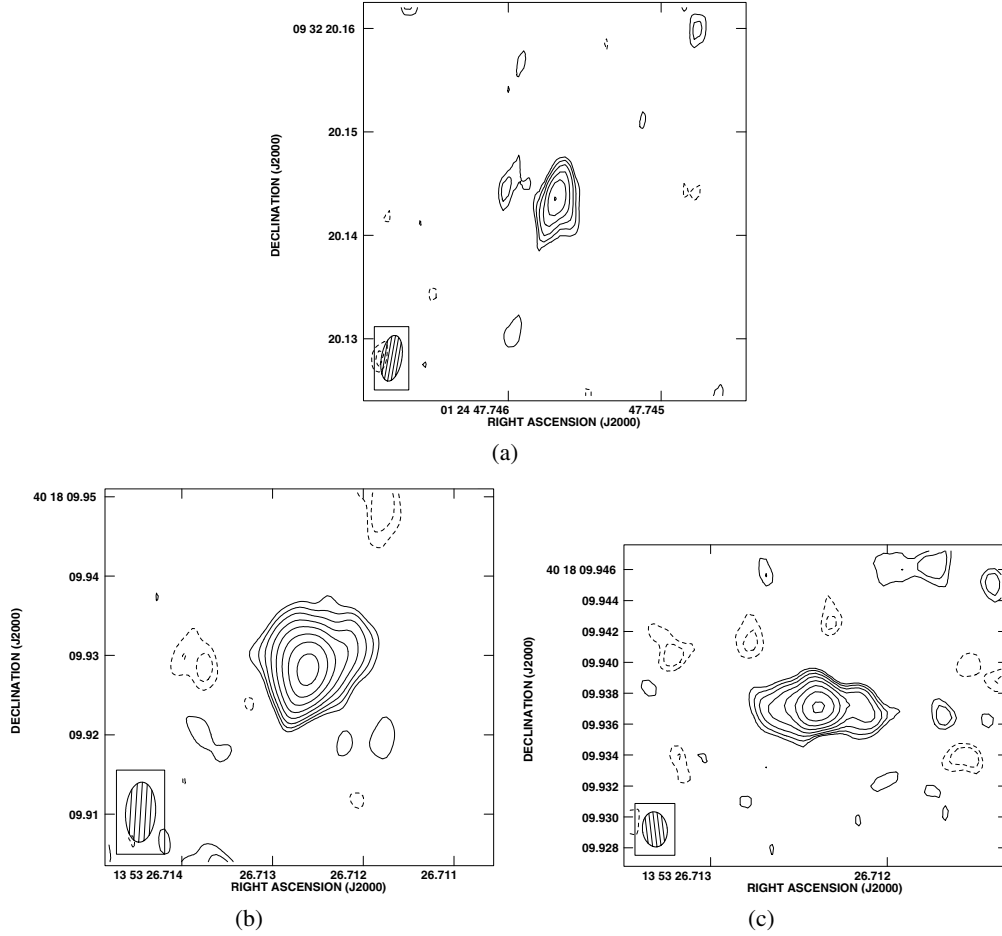 09 32 20.16
20.15
20.14
20.13
DECLINATION (J2000)
01 24 47.746
47.745
RIGHT ASCENSION (J2000)
(a)
40 18 09.95
09.94
09.93
09.92
09.91
DECLINATION (J2000)
13 53 26.714
26.713
26.712
26.711
RIGHT ASCENSION (J2000)
(b)
40 18 09.946
09.944
09.942
09.940
09.938
09.936
09.934
09.932
09.930
09.928
DECLINATION (J2000)
13 53 26.713
26.712
RIGHT ASCENSION (J2000)
(c)